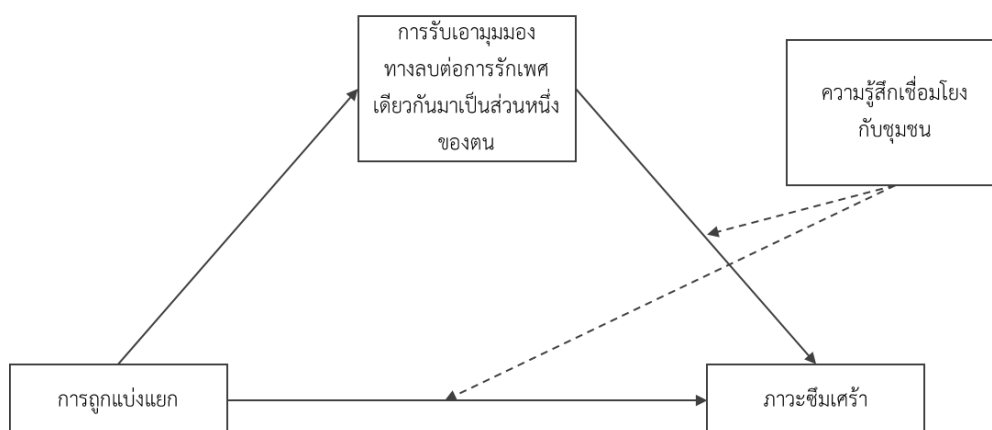 การรับเอามุมมอง
ทางลบต่อการรักเพศ
เดียวกันมาเป็นส่วนหนึ่ง
ของตน
ความรู้สึกเชื่อมโยง
กับชุมชน
การถูกแบ่งแยก
ภาวะซึมเศร้า